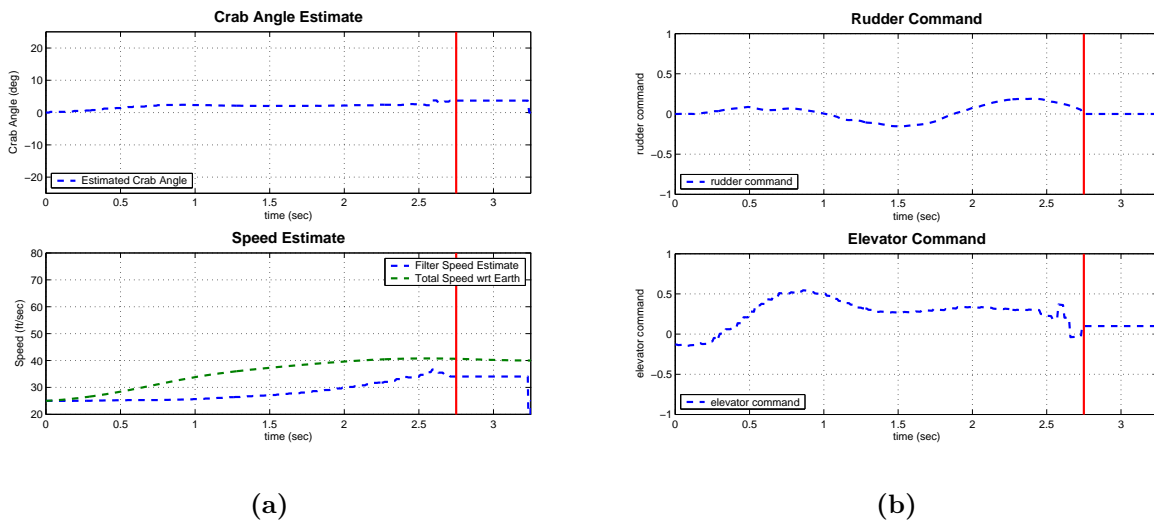 Crab Angle Estimate
20
10
0
−10
−20
Crab Angle (deg)
Estimated Crab Angle
0 0.5 1 1.5 2 2.5 3
time (sec)
Speed Estimate
80
70
60
50
40
30
20
Speed (ft/sec)
Filter Speed Estimate
Total Speed wrt Earth
0 0.5 1 1.5 2 2.5 3
time (sec)
(a)
Rudder Command
1
0.5
0
−0.5
−1
rudder command
rudder command
0 0.5 1 1.5 2 2.5 3
time (sec)
Elevator Command
1
0.5
0
−0.5
−1
elevator command
elevator command
0 0.5 1 1.5 2 2.5 3
time (sec)
(b)